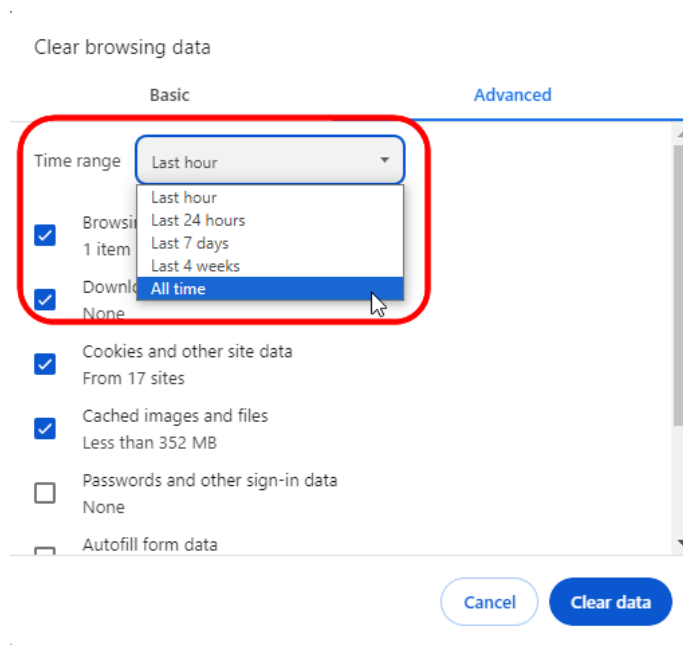 Clear browsing data
Basic
Advanced
Time range
Last hour
Last hour
Last 24 hours
Last 7 days
Last 4 weeks
All time
1 item
None
Cookies and other site data
From 17 sites
Cached images and files
Less than 352 MB
Passwords and other sign-in data
None
Autofill form data
Cancel
Clear data